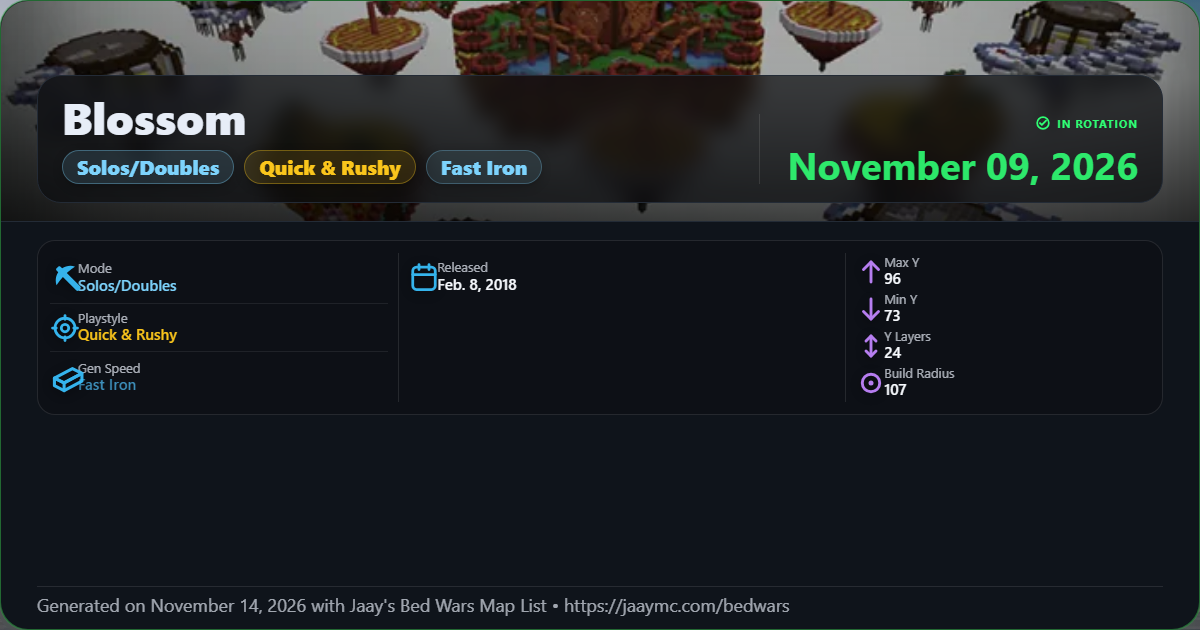 Blossom
Solos/Doubles
Quick & Rushy
Fast Iron
IN ROTATION
November 09, 2026
Mode
Solos/Doubles
Playstyle
Quick & Rushy
Gen Speed
Fast Iron
Released
Feb. 8, 2018
Max Y
96
Min Y
73
Y Layers
24
Build Radius
107
Generated on November 14, 2026 with Jaay's Bed Wars Map List • https://jaaymc.com/bedwars